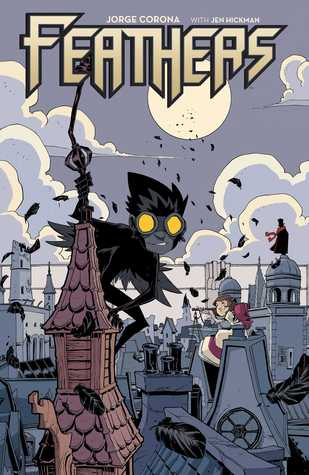 JORGE CORONA WITH JEN HICKMAN
FEATHERS